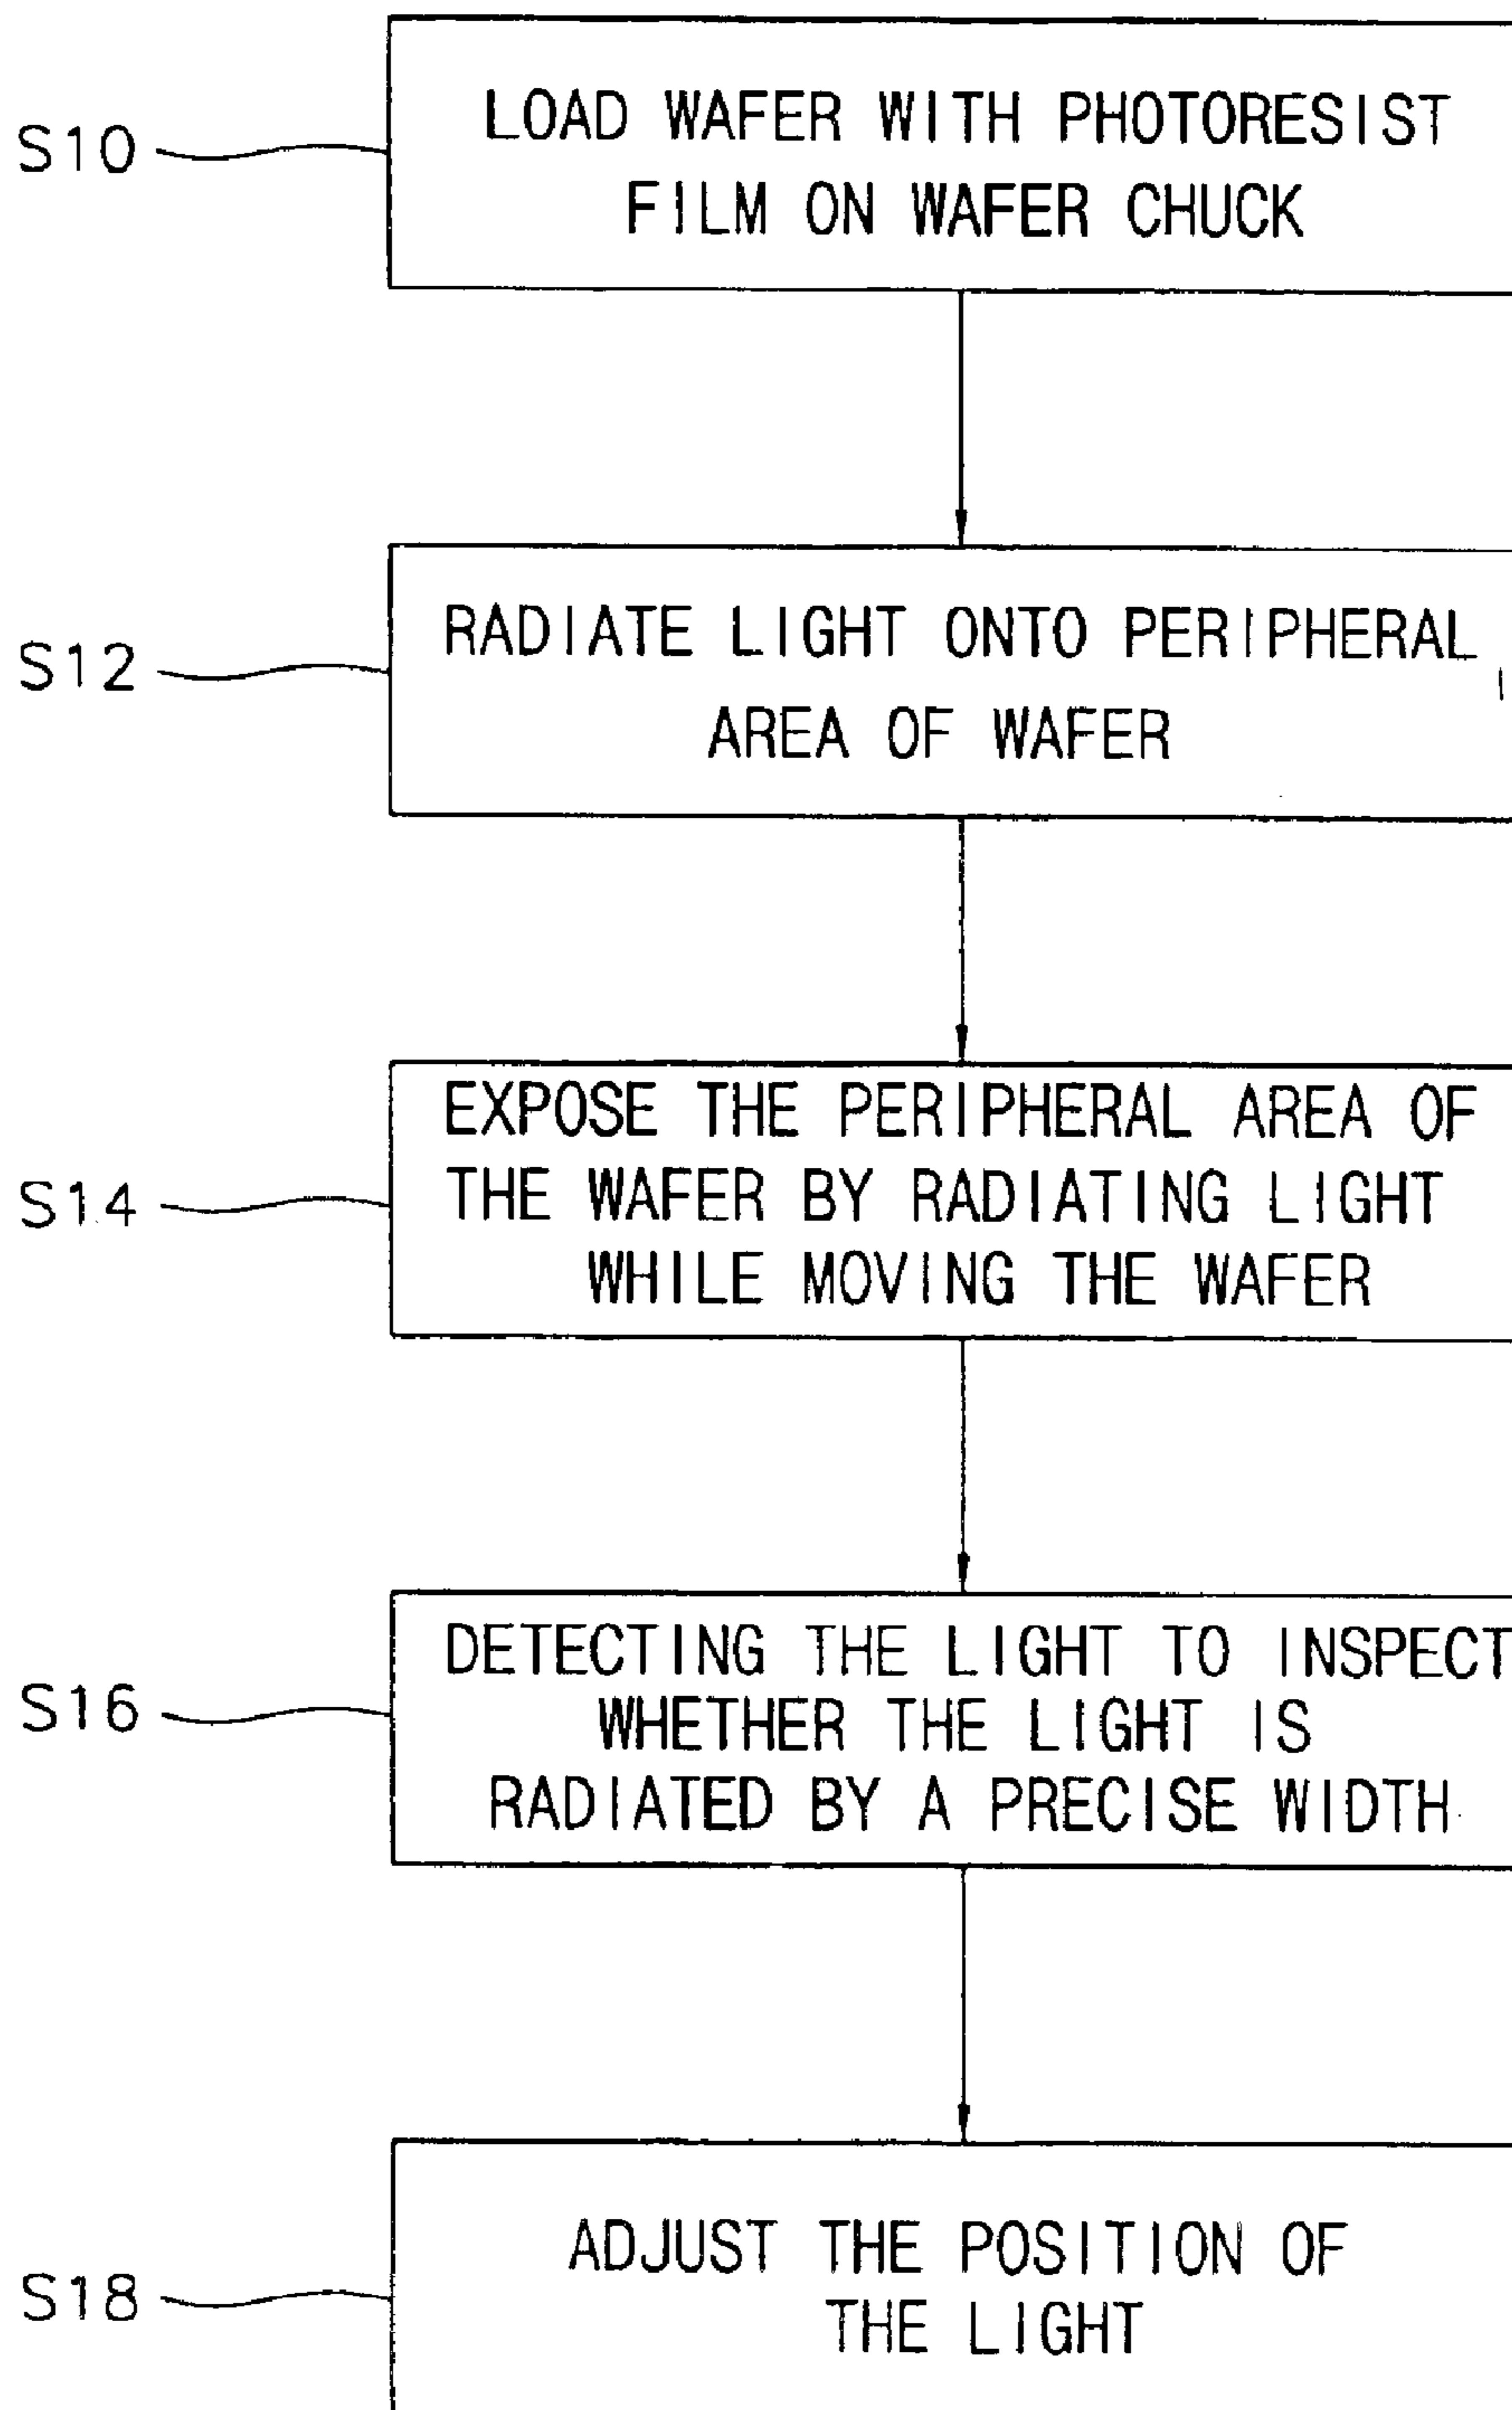 LOAD WAFER WITH PHOTORESIST
S10
FILM ON WAFER CHUCK
RADIATE LIGHT ONTO PERIPHERAL
S12
AREA OF WAFER
EXPOSE THE PERIPHERAL AREA OF
S14
THE WAFER BY RADIATING LIGHT
WHILE MOVING THE WAFER
DETECTING THE LIGHT TO INSPECT
S16
WHETHER THE LIGHT IS
RADIATED BY A PRECISE WIDTH
ADJUST THE POSITION OF
S18
THE LIGHT